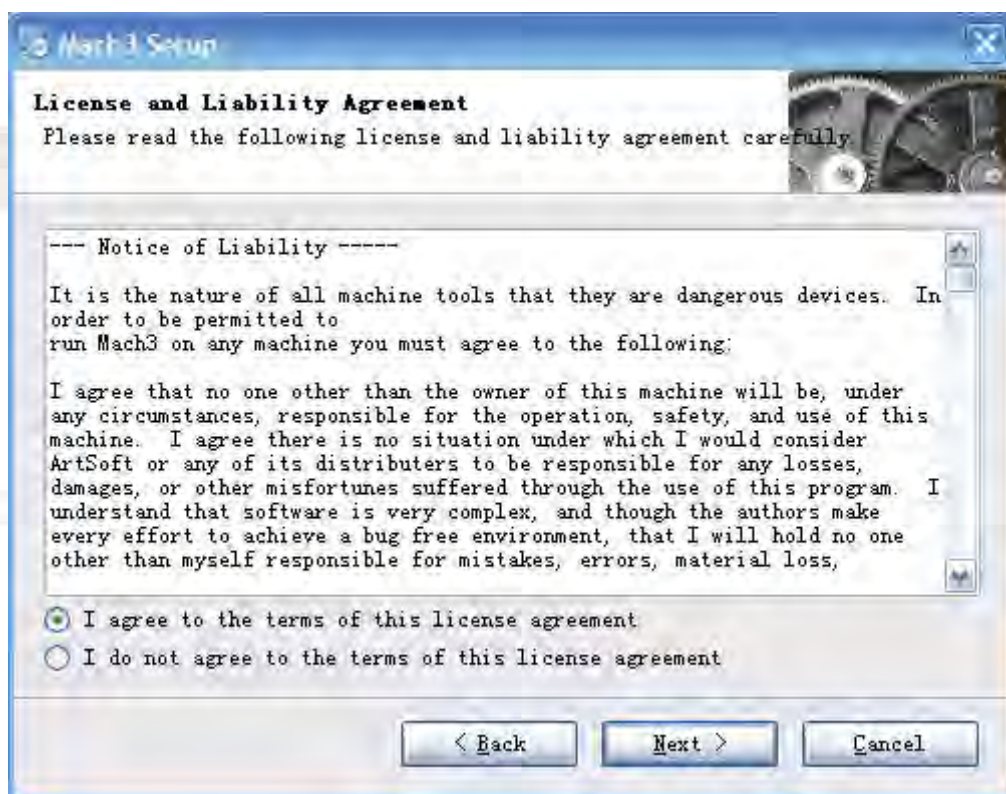 Mach3 Setup
License and Liability Agreement
Please read the following license and liability agreement carefully.
--- Notice of Liability -----
It is the nature of all machine tools that they are dangerous devices.  In
order to be permitted to
run Mach3 on any machine you must agree to the following:
I agree that no one other than the owner of this machine will be, under
any circumstances, responsible for the operation, safety, and use of this
machine.  I agree there is no situation under which I would consider
ArtSoft or any of its distributers to be responsible for any losses,
damages, or other misfortunes suffered through the use of this program.  I
understand that software is very complex, and though the authors make
every effort to achieve a bug free environment, that I will hold no one
other than myself responsible for mistakes, errors, material loss,
I agree to the terms of this license agreement
I do not agree to the terms of this license agreement
< Back
Next >
Cancel